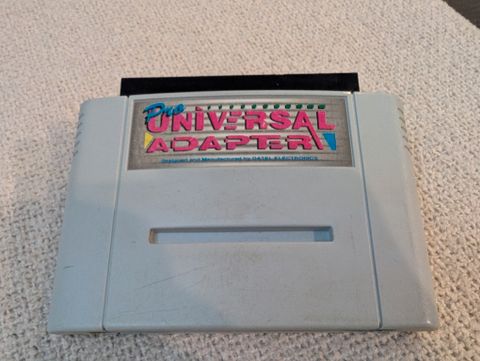 Pro
UNIVERSAL
ADAPTER
Designed and Manufactured by DATEL ELECTRONICS